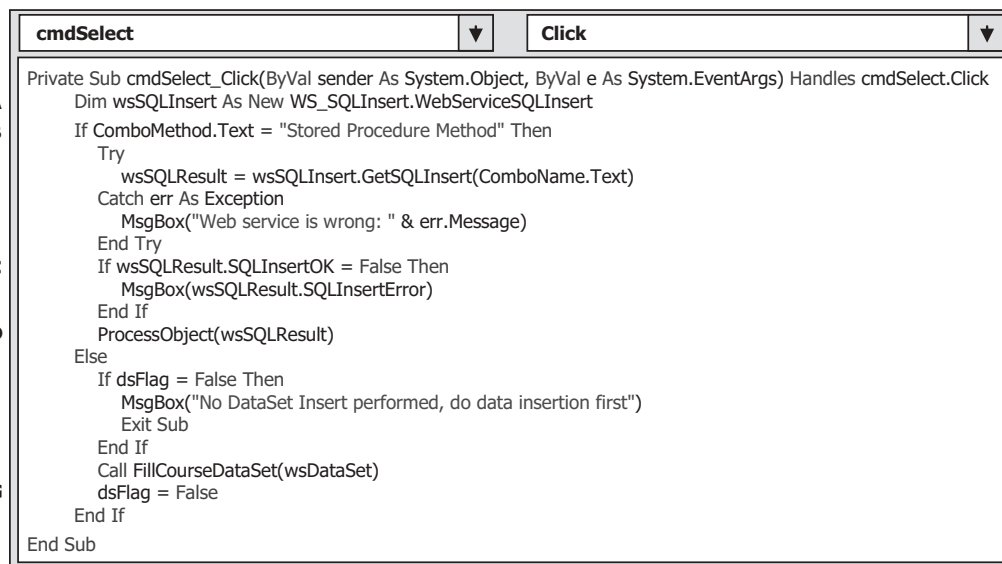 cmdSelect
Click
Private Sub cmdSelect_Click(ByVal sender As System.Object, ByVal e As System.EventArgs) Handles cmdSelect.Click
Dim wsSQLInsert As New WS_SQLInsert.WebServiceSQLInsert
If ComboMethod.Text = "Stored Procedure Method" Then
Try
wsSQLResult = wsSQLInsert.GetSQLInsert(ComboName.Text)
Catch err As Exception
MsgBox("Web service is wrong: " & err.Message)
End Try
If wsSQLResult.SQLInsertOK = False Then
MsgBox(wsSQLResult.SQLInsertError)
End If
ProcessObject(wsSQLResult)
Else
If dsFlag = False Then
MsgBox("No DataSet Insert performed, do data insertion first")
Exit Sub
End If
Call FillCourseDataSet(wsDataSet)
dsFlag = False
End If
End Sub